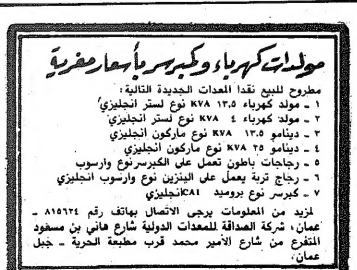 مولدات كهرباء وكمبرسر بأسعار مغرية
مطروح للبيع نقدا المعدات الجديدة التالية:
١ - مولد كهرباء ١٣.٥ KVA نوع لستر انجليزي
٢ - مولد كهرباء ٤ KVA نوع لستر انجليزي
٣ - دينامو ١٣.٥ KVA نوع ماركون انجليزي
٤ - دينامو ٢٥ KVA نوع ماركون انجليزي
٥ - رجاجات باطون تعمل على الكبرسر نوع وارسوب
٦ - رجاج تربة يعمل على البنزين نوع وارسوب انجليزي
٧ - كبرسر نوع بروميد CAI انجليزي
لمزيد من المعلومات يرجى الاتصال بهاتف رقم ٨١٥٦٢٤ -
عمان، شركة الصداقة للمعدات الدولية شارع هاني بن مسعود
المتفرع من شارع الأمير محمد قرب مطبعة الحرية - جبل
عمان.